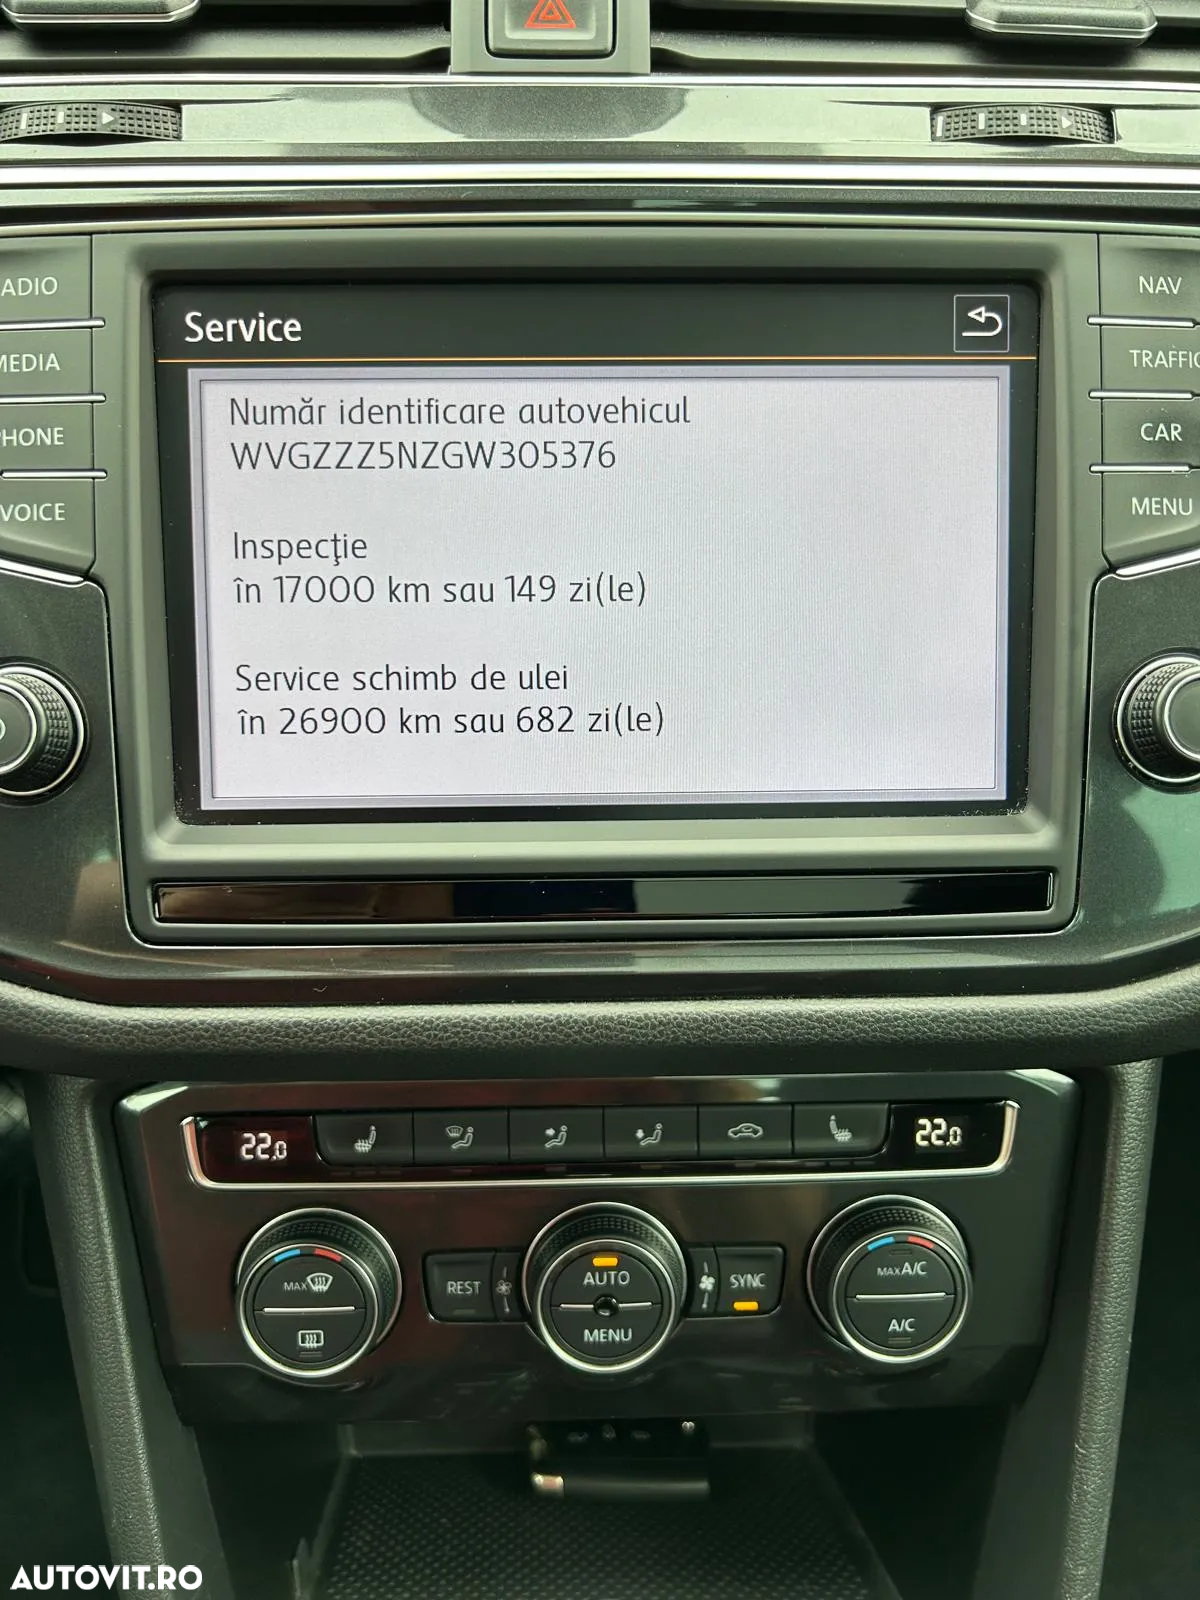 Service
Număr identificare autovehicul
WVGZZZ5NZGW305376
Inspecţie
în 17000 km sau 149 zi(le)
Service schimb de ulei
în 26900 km sau 682 zi(le)
ADIO
MEDIA
PHONE
VOICE
NAV
TRAFFIC
CAR
MENU
22.0
22.0
MAX
REST
AUTO
MENU
SYNC
MAX A/C
A/C
AUTOVIT.RO